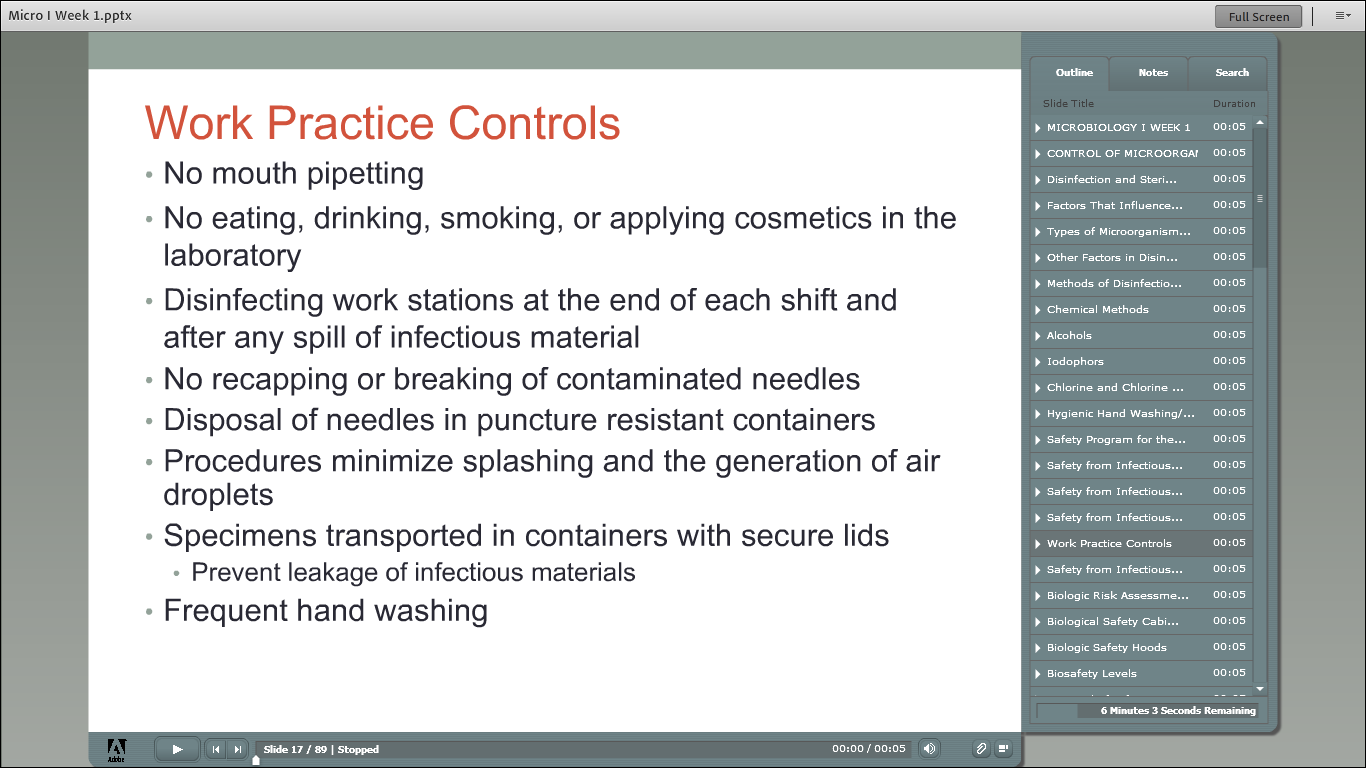 Micro I Week 1.pptx
Full Screen
Work Practice Controls
• No mouth pipetting
• No eating, drinking, smoking, or applying cosmetics in the
laboratory
• Disinfecting work stations at the end of each shift and
after any spill of infectious material
• No recapping or breaking of contaminated needles
• Disposal of needles in puncture resistant containers
• Procedures minimize splashing and the generation of air
droplets
• Specimens transported in containers with secure lids
• Prevent leakage of infectious materials
• Frequent hand washing
Outline Notes Search
Slide Title Duration
MICROBIOLOGY I WEEK 1 00:05
CONTROL OF MICROORGAN 00:05
Disinfection and Steri... 00:05
Factors That Influence... 00:05
Types of Microorganism... 00:05
Other Factors in Disin... 00:05
Methods of Disinfectio... 00:05
Chemical Methods 00:05
Alcohols 00:05
Iodophors 00:05
Chlorine and Chlorine ... 00:05
Hygienic Hand Washing/... 00:05
Safety Program for the... 00:05
Safety from Infectious... 00:05
Safety from Infectious... 00:05
Safety from Infectious... 00:05
Work Practice Controls 00:05
Safety from Infectious... 00:05
Biologic Risk Assessme... 00:05
Biological Safety Cabi... 00:05
Biologic Safety Hoods 00:05
Biosafety Levels 00:05
6 Minutes 3 Seconds Remaining
Adobe
Slide 17 / 89 | Stopped 00:00 / 00:05